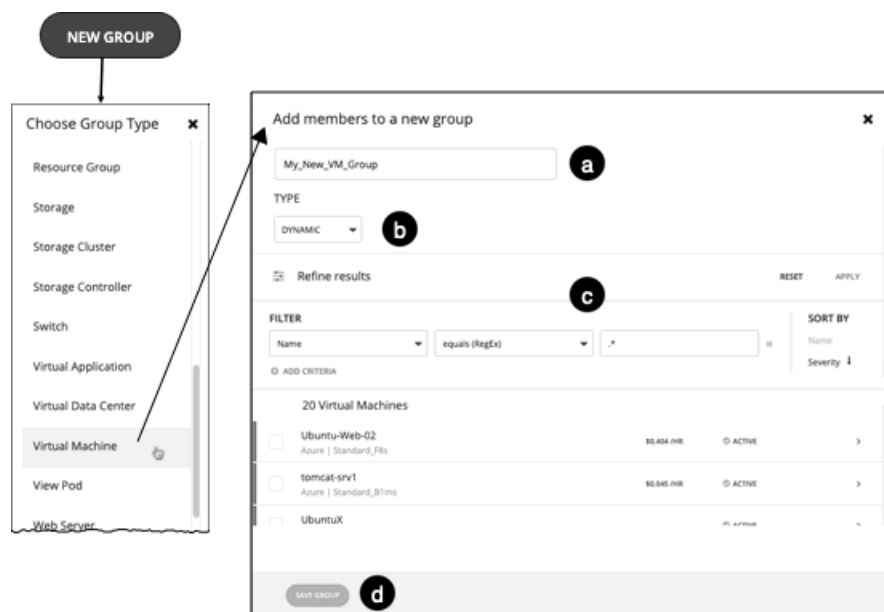 NEW GROUP
Choose Group Type ✖
Resource Group
Storage
Storage Cluster
Storage Controller
Switch
Virtual Application
Virtual Data Center
Virtual Machine
View Pod
Web Server
Add members to a new group ✖
My_New_VM_Group
a
TYPE
DYNAMIC
b
Refine results RESET APPLY
c
FILTER SORT BY
Name equals (RegEx) .* Name
ADD CRITERIA Severity ↓
20 Virtual Machines
Ubuntu-Web-02 $0.404 /HR ACTIVE
Azure | Standard_F8s
tomcat-srv1 $0.045 /HR ACTIVE
Azure | Standard_B1ms
UbuntuX ACTIVE
SAVE GROUP d